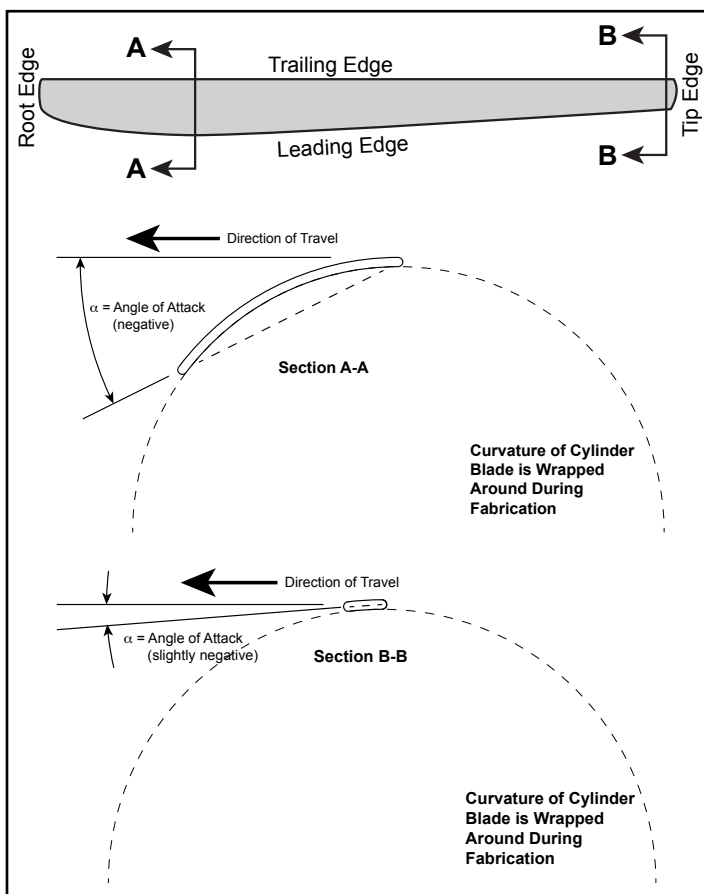 A
B
Trailing Edge
Root Edge
Tip Edge
Leading Edge
A
B
Direction of Travel
α = Angle of Attack
(negative)
Section A-A
Curvature of Cylinder
Blade is Wrapped
Around During
Fabrication
Direction of Travel
α = Angle of Attack
(slightly negative)
Section B-B
Curvature of Cylinder
Blade is Wrapped
Around During
Fabrication